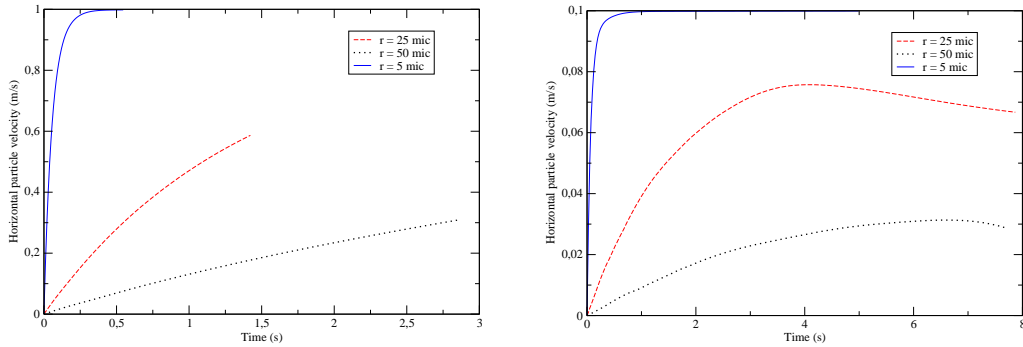 1
0,8
0,6
0,4
0,2
0
Horizontal particle velocity (m/s)
r = 25 mic
r = 50 mic
r = 5 mic
0
0,5
1
1,5
2
2,5
3
Time (s)
0,1
0,08
0,06
0,04
0,02
0
Horizontal particle velocity (m/s)
r = 25 mic
r = 50 mic
r = 5 mic
0
2
4
6
8
Time (s)